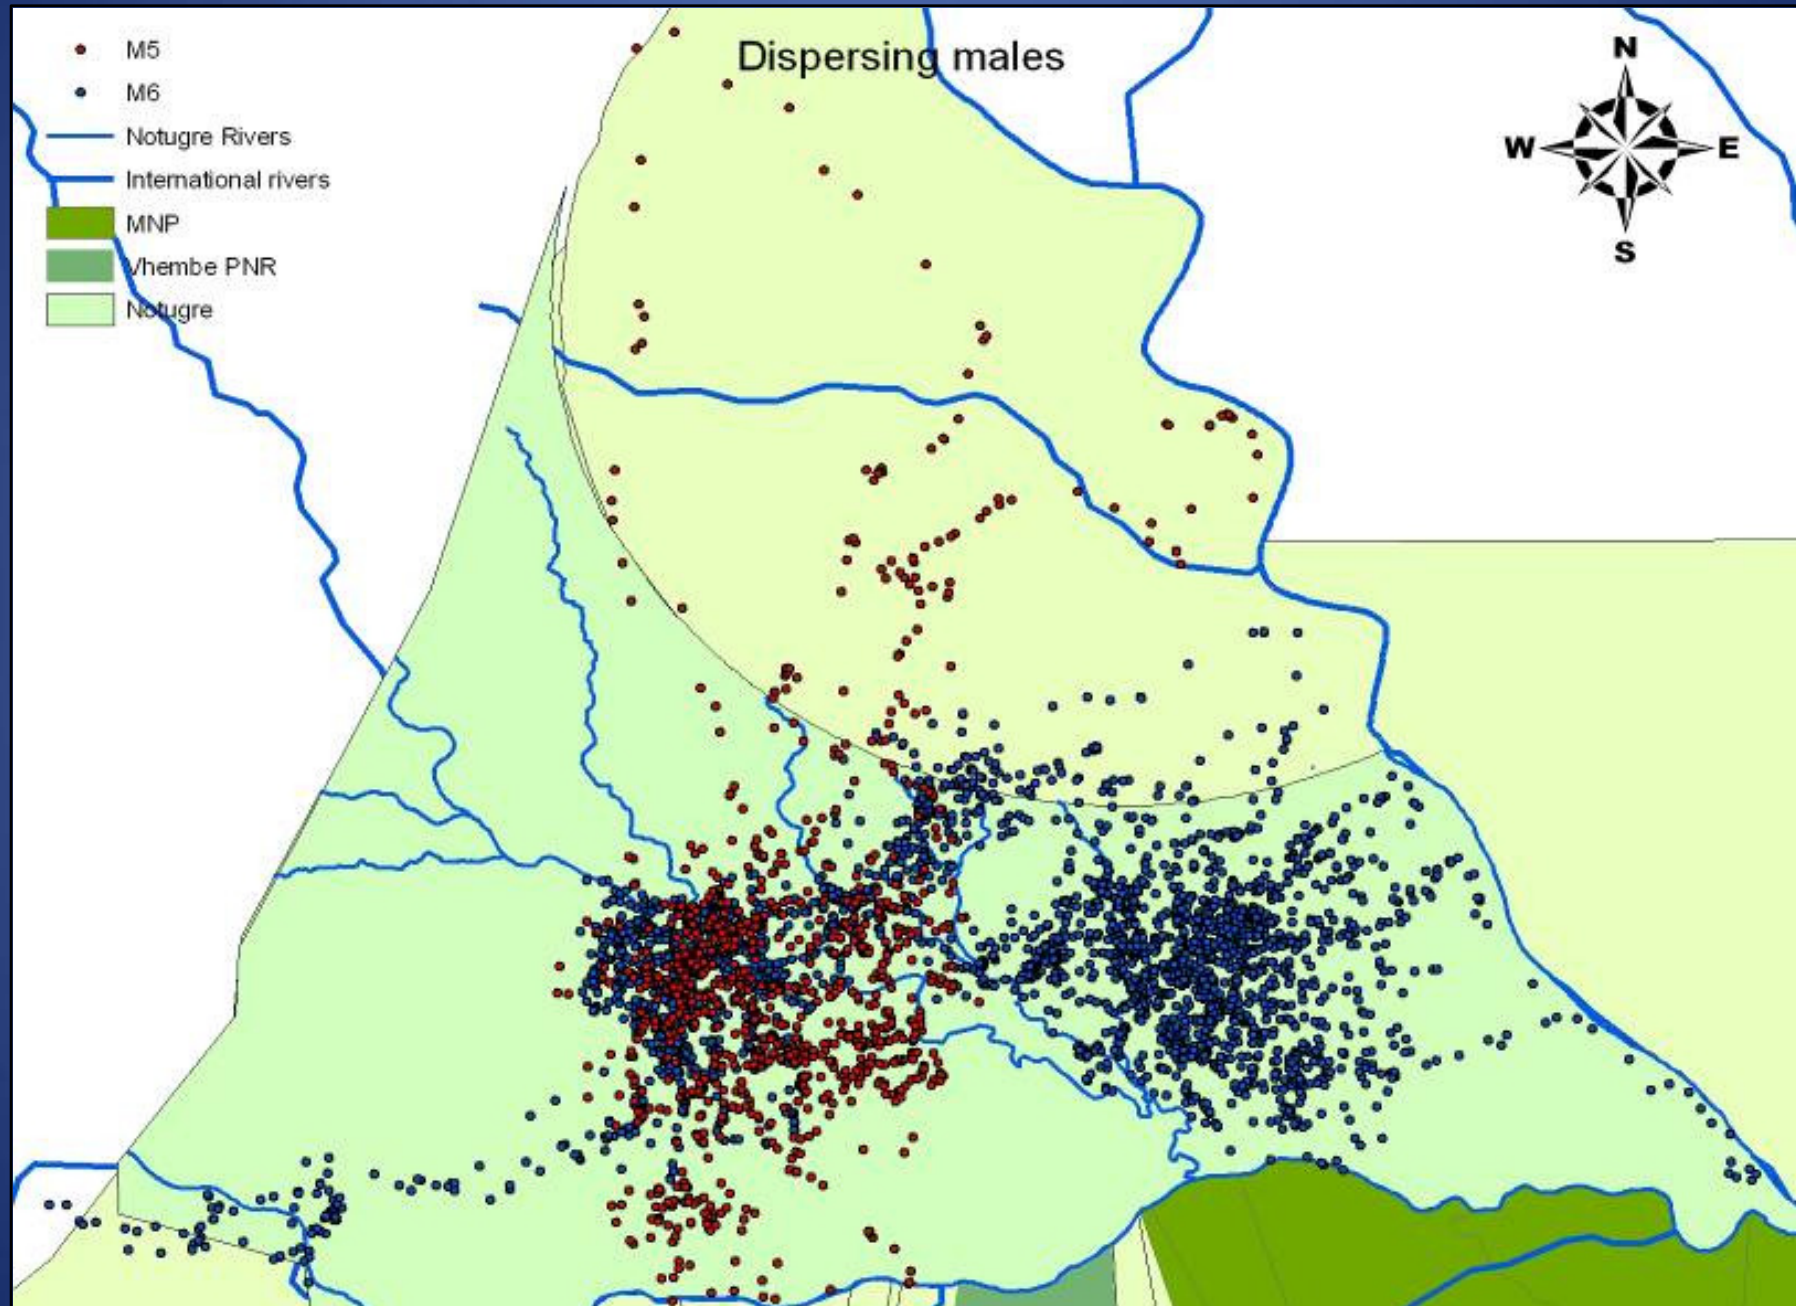 Dispersing males
M5
M6
Notugre Rivers
International rivers
MNP
Vhembe PNR
Notugre
N
W E
S